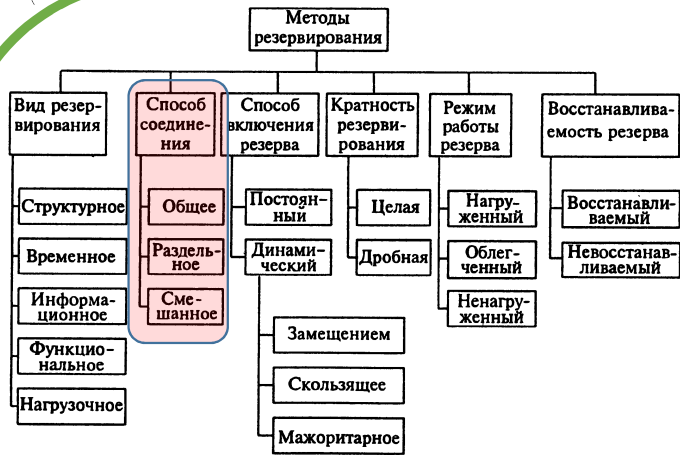 Методы
резервирования
Вид резер-
вирования
Способ
соедине-
ния
Способ
включения
резерва
Кратность
резерви-
рования
Режим
работы
резерва
Восстанавлива-
емость резерва
Структурное
Временное
Информа-
ционное
Функцио-
нальное
Нагрузочное
Общее
Раздель-
ное
Сме-
шанное
Постоян-
ный
Динами-
ческий
Замещением
Скользящее
Мажоритарное
Целая
Дробная
Нагру-
женный
Облег-
ченный
Ненагру-
женный
Восстанавли-
ваемый
Невосстанав-
ливаемый